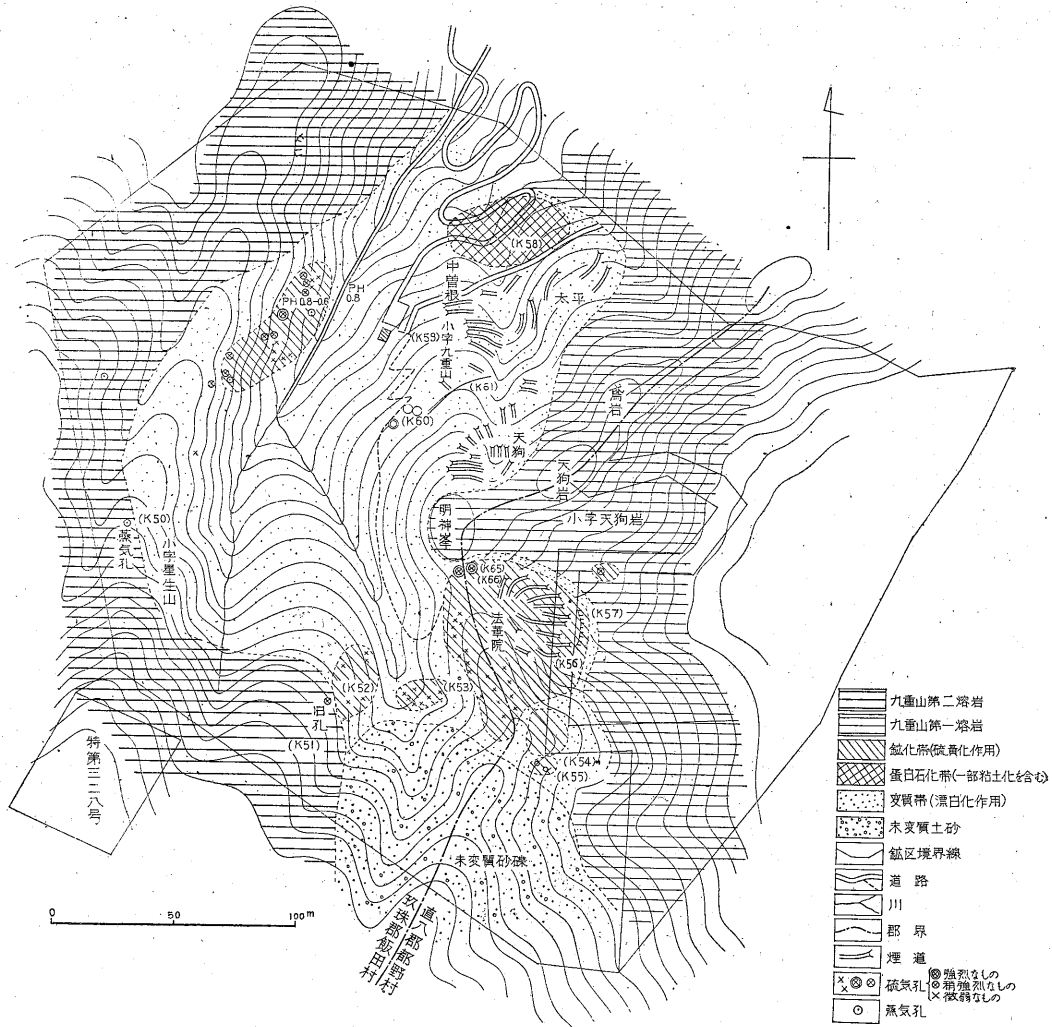 (K58)
中曽根
太平
PH 0.8-0.6
PH
0.8
(K59)
小字九重山
(K61)
(K60)
天狗
鳶岩
天狗岩
小字天狗岩
明神峯
(K50)
蒸気孔
小字星生山
(K65)
(K66)
(K57)
法華院
(K56)
(K52)
(K53)
旧孔
(K51)
(K54)
(K55)
特第三二八号
未変質砂礫
直入郡都野村
玖珠郡飯田村
0 50 100m
九重山第二熔岩
九重山第一熔岩
鉱化帯(硫黄化作用)
蛋白石化帯(一部粘土化を含む)
変質帯(漂白化作用)
未変質土砂
鉱区境界線
道路
川
郡界
煙道
硫気孔
強烈なもの
稍強烈なもの
微弱なもの
蒸気孔